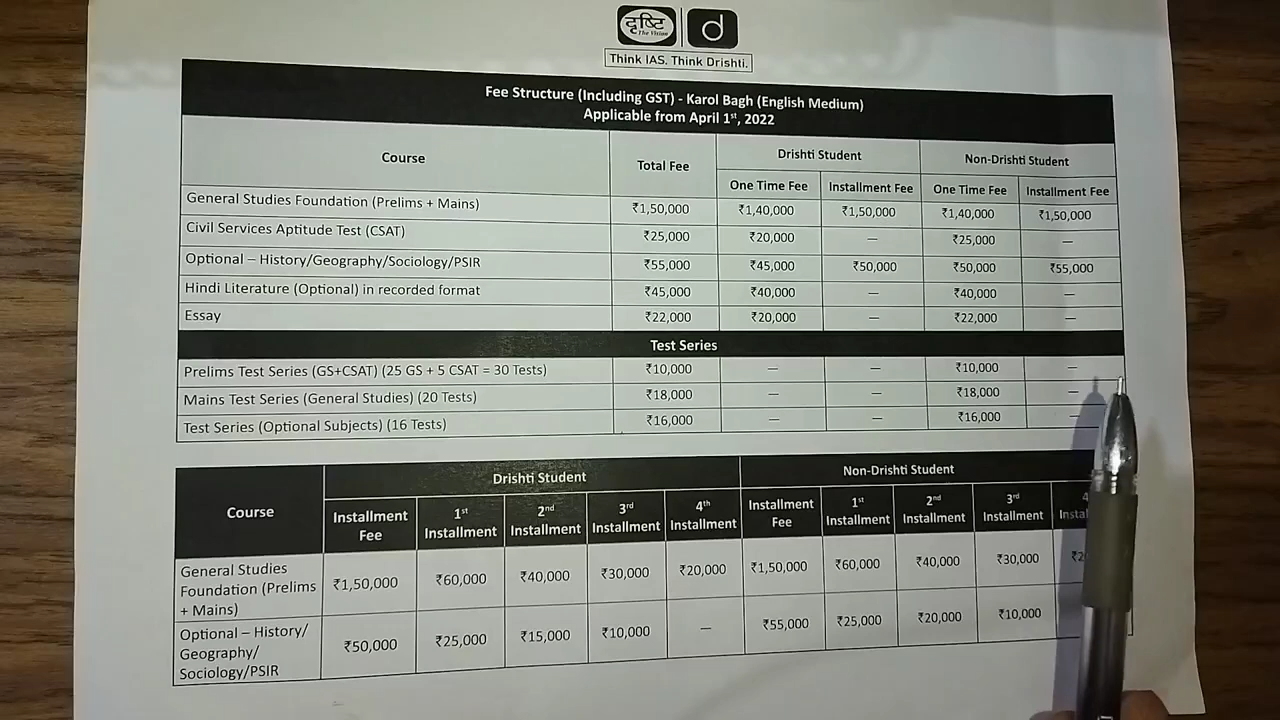 दृष्टि
The Vision
d
Think IAS. Think Drishti.
Fee Structure (Including GST) - Karol Bagh (English Medium)
Applicable from April 1st, 2022
Course Total Fee Drishti Student Non-Drishti Student
One Time Fee Installment Fee One Time Fee Installment Fee
General Studies Foundation (Prelims + Mains) ₹1,50,000 ₹1,40,000 ₹1,50,000 ₹1,40,000 ₹1,50,000
Civil Services Aptitude Test (CSAT) ₹25,000 ₹20,000 — ₹25,000 —
Optional – History/Geography/Sociology/PSIR ₹55,000 ₹45,000 ₹50,000 ₹50,000 ₹55,000
Hindi Literature (Optional) in recorded format ₹45,000 ₹40,000 — ₹40,000 —
Essay ₹22,000 ₹20,000 — ₹22,000 —
Test Series
Prelims Test Series (GS+CSAT) (25 GS + 5 CSAT = 30 Tests) ₹10,000 — — ₹10,000 —
Mains Test Series (General Studies) (20 Tests) ₹18,000 — — ₹18,000 —
Test Series (Optional Subjects) (16 Tests) ₹16,000 — — ₹16,000 —
Drishti Student Non-Drishti Student
Course Installment Fee 1st Installment 2nd Installment 3rd Installment 4th Installment Installment Fee 1st Installment 2nd Installment 3rd Installment
General Studies Foundation (Prelims + Mains) ₹1,50,000 ₹60,000 ₹40,000 ₹30,000 ₹20,000 ₹1,50,000 ₹60,000 ₹40,000 ₹30,000
Optional – History/ Geography/ Sociology/PSIR ₹50,000 ₹25,000 ₹15,000 ₹10,000 — ₹55,000 ₹25,000 ₹20,000 ₹10,000